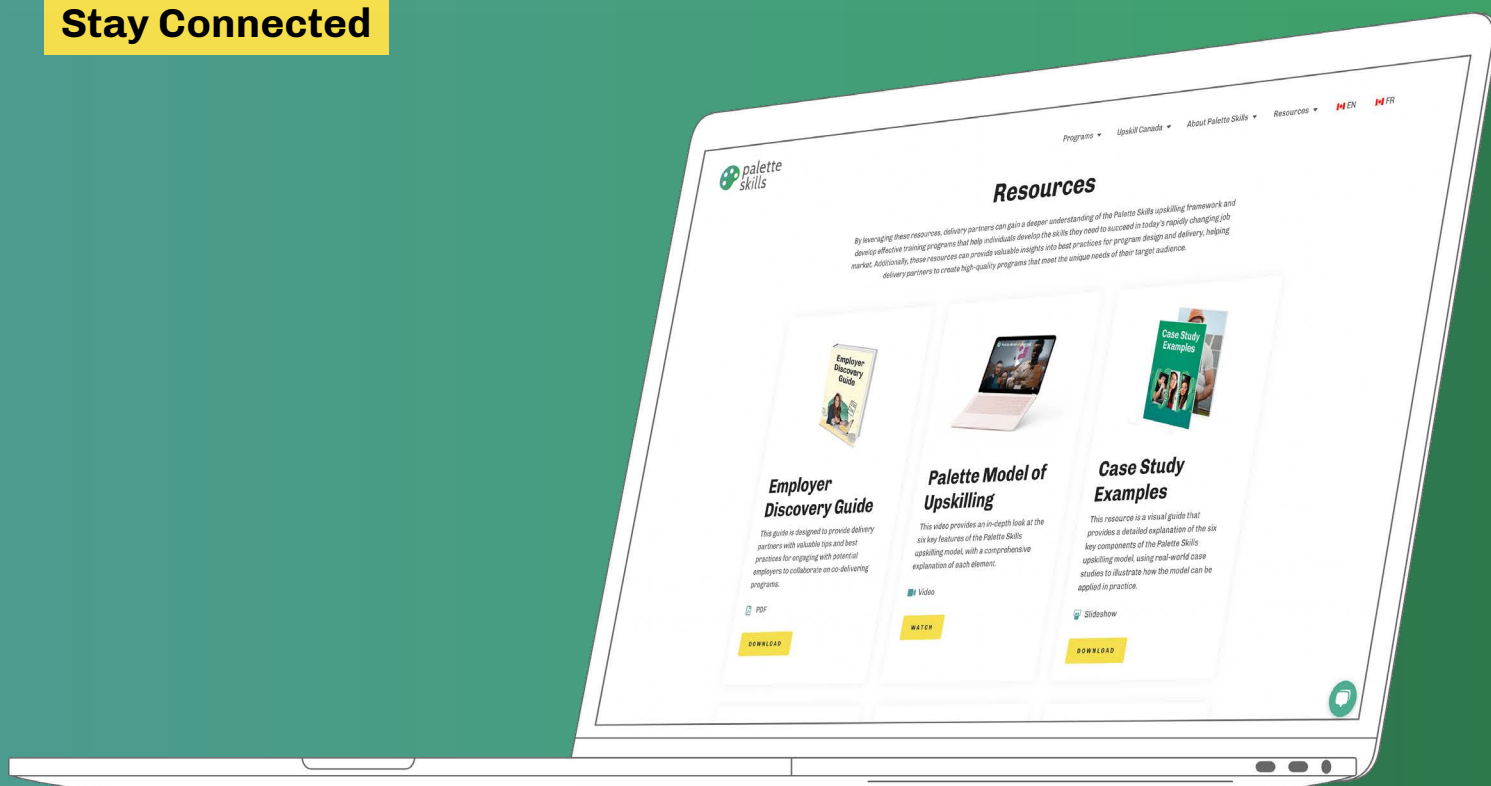 Stay Connected
palette
skills
Programs
Upskill Canada
About Palette Skills
Resources
EN
FR
Resources
By leveraging these resources, delivery partners can gain a deeper understanding of the Palette Skills upskilling framework and
develop effective training programs that help individuals develop the skills they need to succeed in today's rapidly changing job
market. Additionally, these resources can provide valuable insights into best practices for program design and delivery, helping
delivery partners to create high-quality programs that meet the unique needs of their target audience.
Employer
Discovery
Guide
Employer
Discovery Guide
This guide is designed to provide delivery
partners with valuable tips and best
practices for engaging with potential
employers to collaborate on co-delivering
programs.
PDF
DOWNLOAD
Palette Model of
Upskilling
This video provides an in-depth look at the
six key features of the Palette Skills
upskilling model, with a comprehensive
explanation of each element.
Video
WATCH
Case Study
Examples
Case Study
Examples
This resource is a visual guide that
provides a detailed explanation of the six
key components of the Palette Skills
upskilling model, using real-world case
studies to illustrate how the model can be
applied in practice.
Slideshow
DOWNLOAD